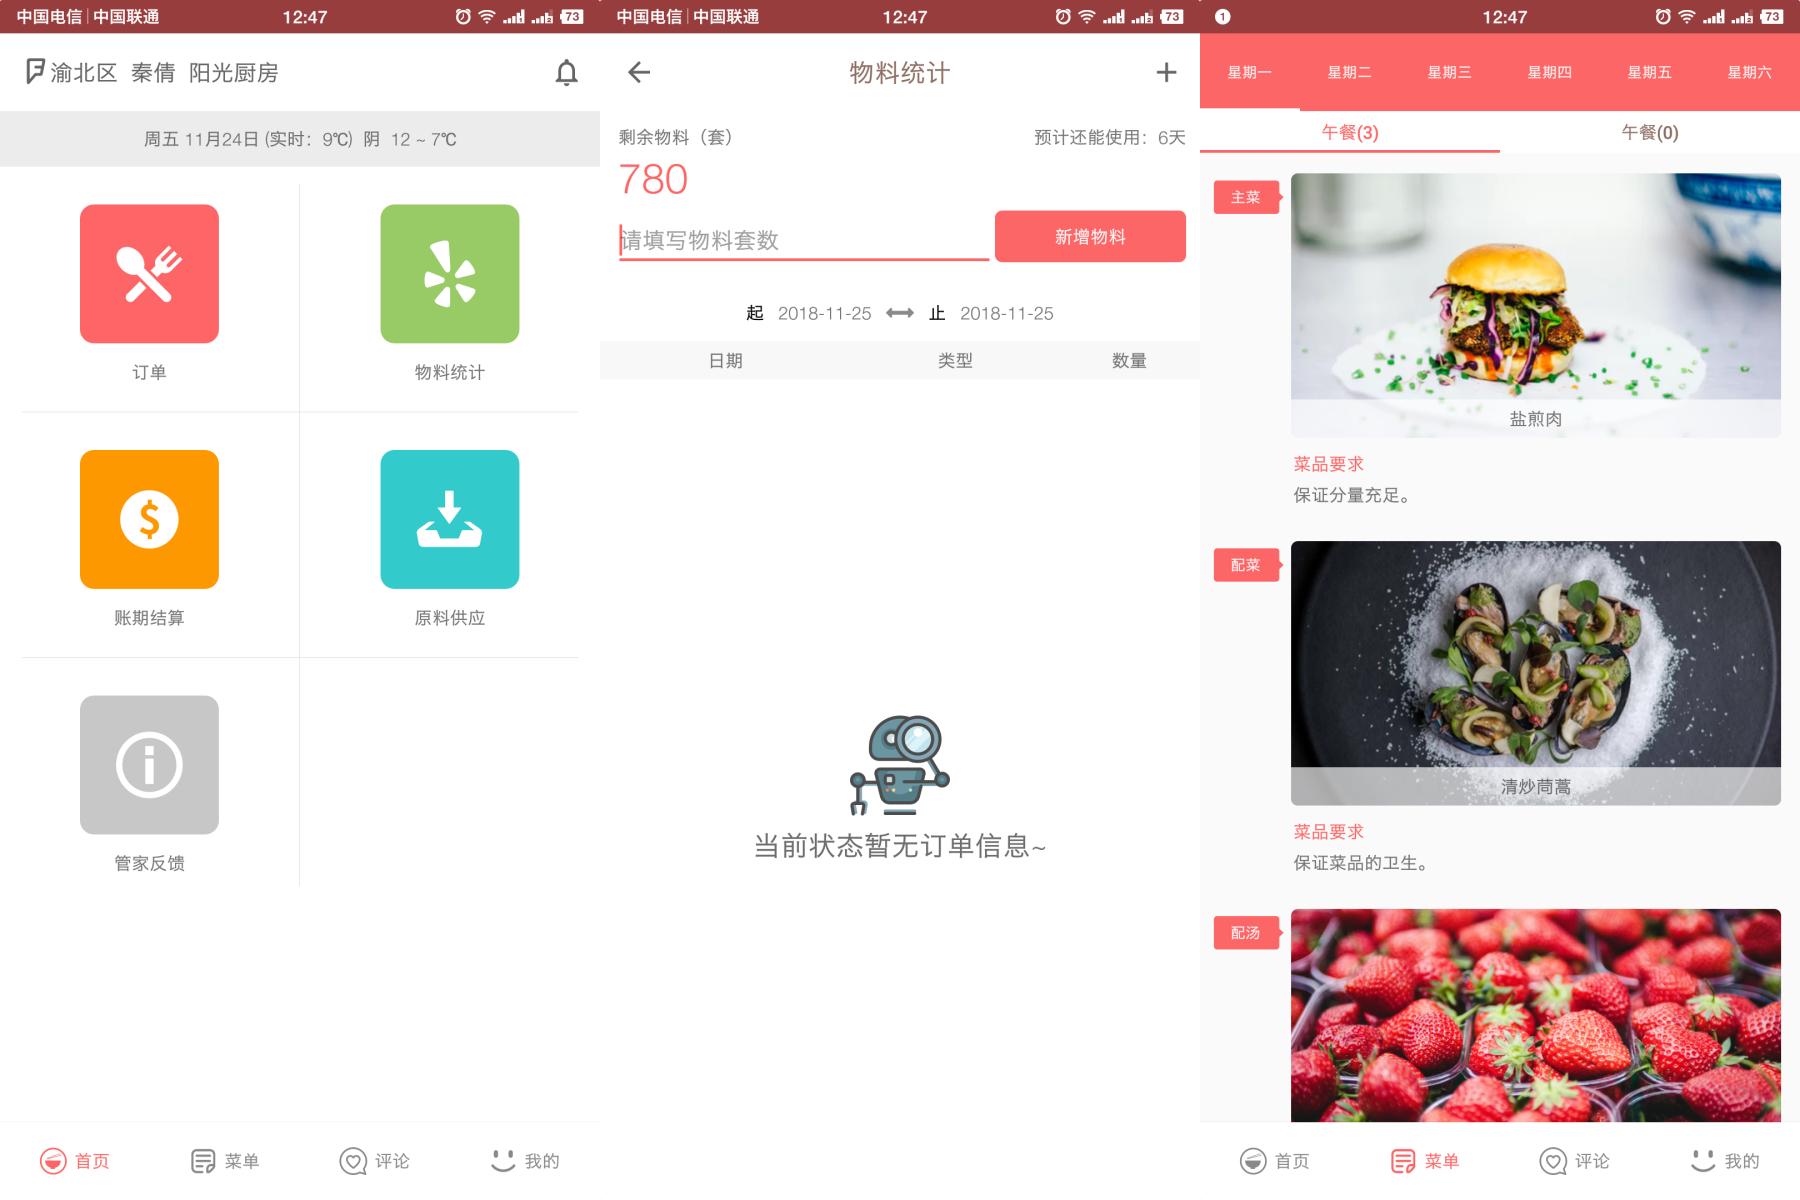 中国电信 | 中国联通 12:47 73
渝北区 秦倩 阳光厨房
周五 11月24日 (实时：9℃) 阴 12 ~ 7℃
订单
物料统计
账期结算
原料供应
管家反馈
首页
菜单
评论
我的
中国电信 | 中国联通 12:47 73
物料统计
剩余物料（套）
预计还能使用：6天
780
请填写物料套数
新增物料
起 2018-11-25 止 2018-11-25
日期 类型 数量
当前状态暂无订单信息~
1 12:47 73
星期一 星期二 星期三 星期四 星期五 星期六
午餐(3) 午餐(0)
主菜
盐煎肉
菜品要求
保证分量充足。
配菜
清炒茼蒿
菜品要求
保证菜品的卫生。
配汤
首页
菜单
评论
我的